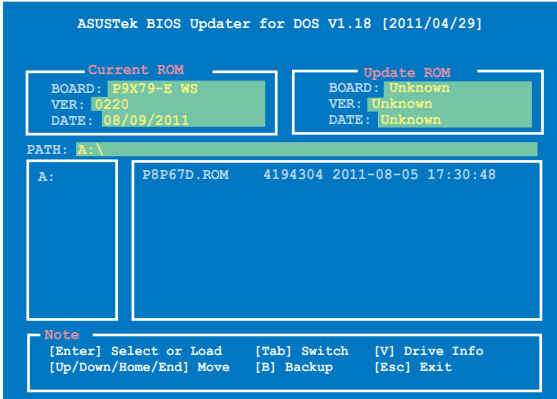 ASUSTek BIOS Updater for DOS V1.18 [2011/04/29]
Current ROM
BOARD: P9X79-E WS
VER: 0220
DATE: 08/09/2011
Update ROM
BOARD: Unknown
VER: Unknown
DATE: Unknown
PATH: A:\
A:
P8P67D.ROM 4194304 2011-08-05 17:30:48
Note
[Enter] Select or Load [Tab] Switch [V] Drive Info
[Up/Down/Home/End] Move [B] Backup [Esc] Exit